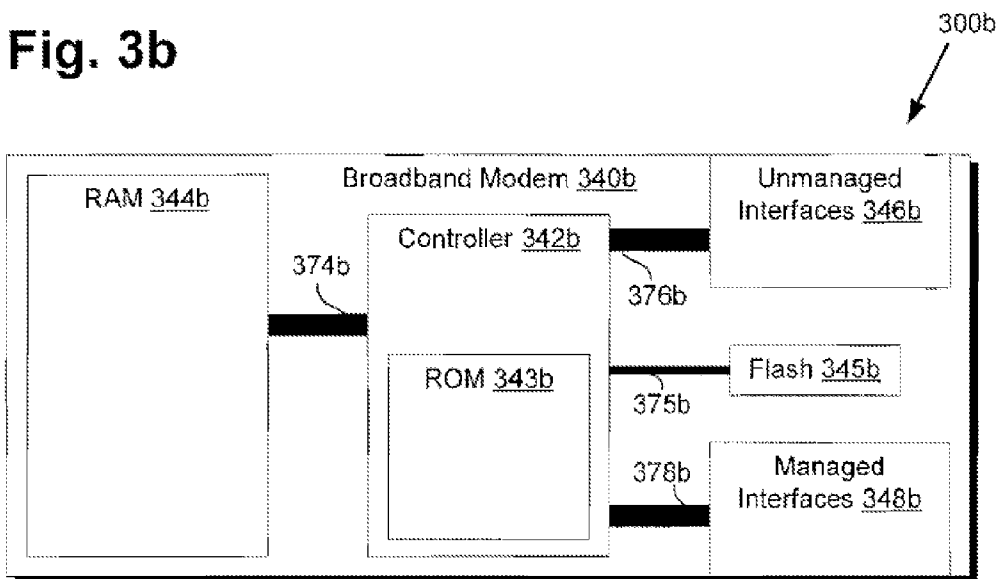 Fig. 3b
300b
Broadband Modem 340b
RAM 344b
Controller 342b
Unmanaged
Interfaces 346b
374b
376b
ROM 343b
Flash 345b
375b
378b
Managed
Interfaces 348b